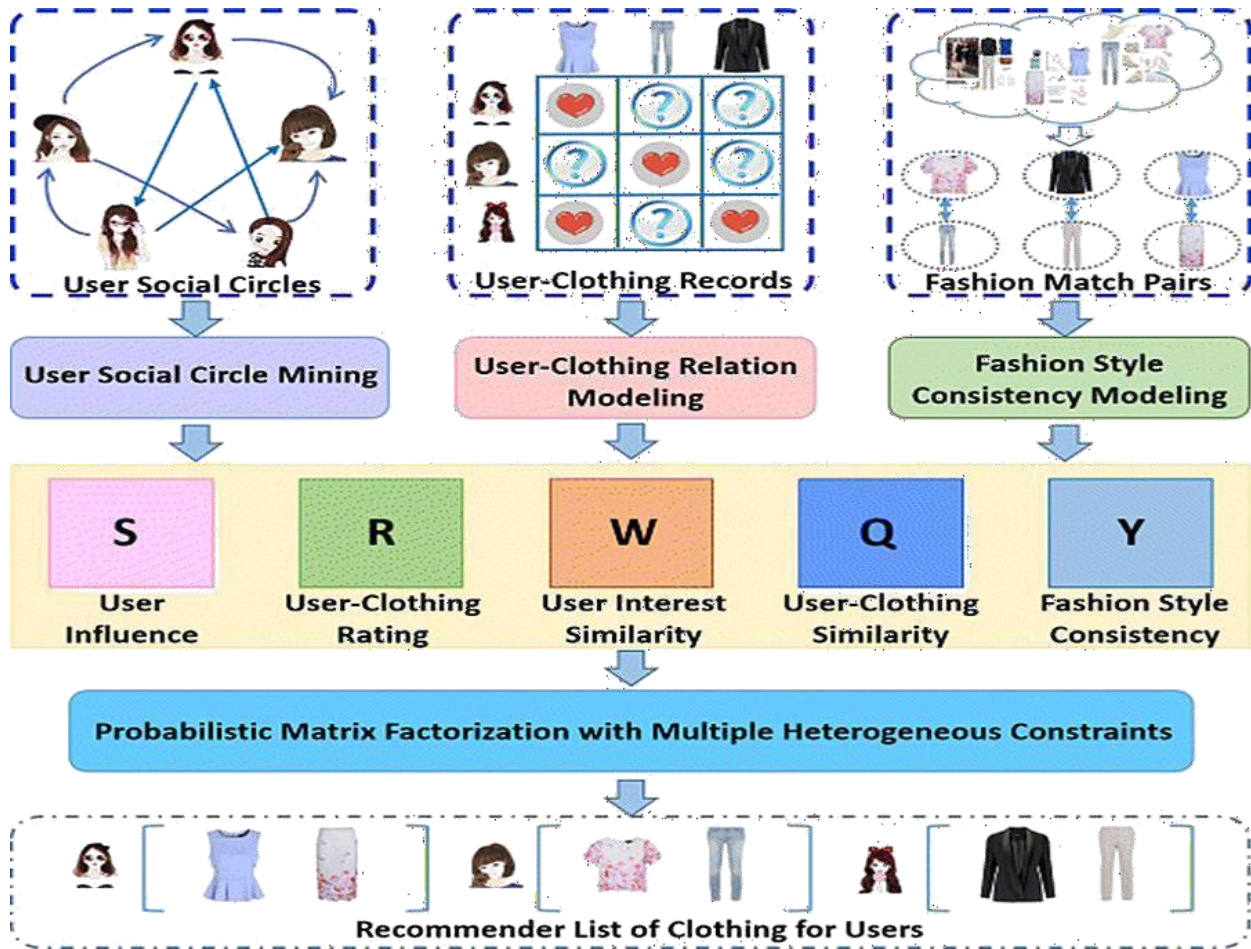 User Social Circles
User-Clothing Records
Fashion Match Pairs
User Social Circle Mining
User-Clothing Relation
Modeling
Fashion Style
Consistency Modeling
S
R
W
Q
Y
User
Influence
User-Clothing
Rating
User Interest
Similarity
User-Clothing
Similarity
Fashion Style
Consistency
Probabilistic Matrix Factorization with Multiple Heterogeneous Constraints
Recommender List of Clothing for Users